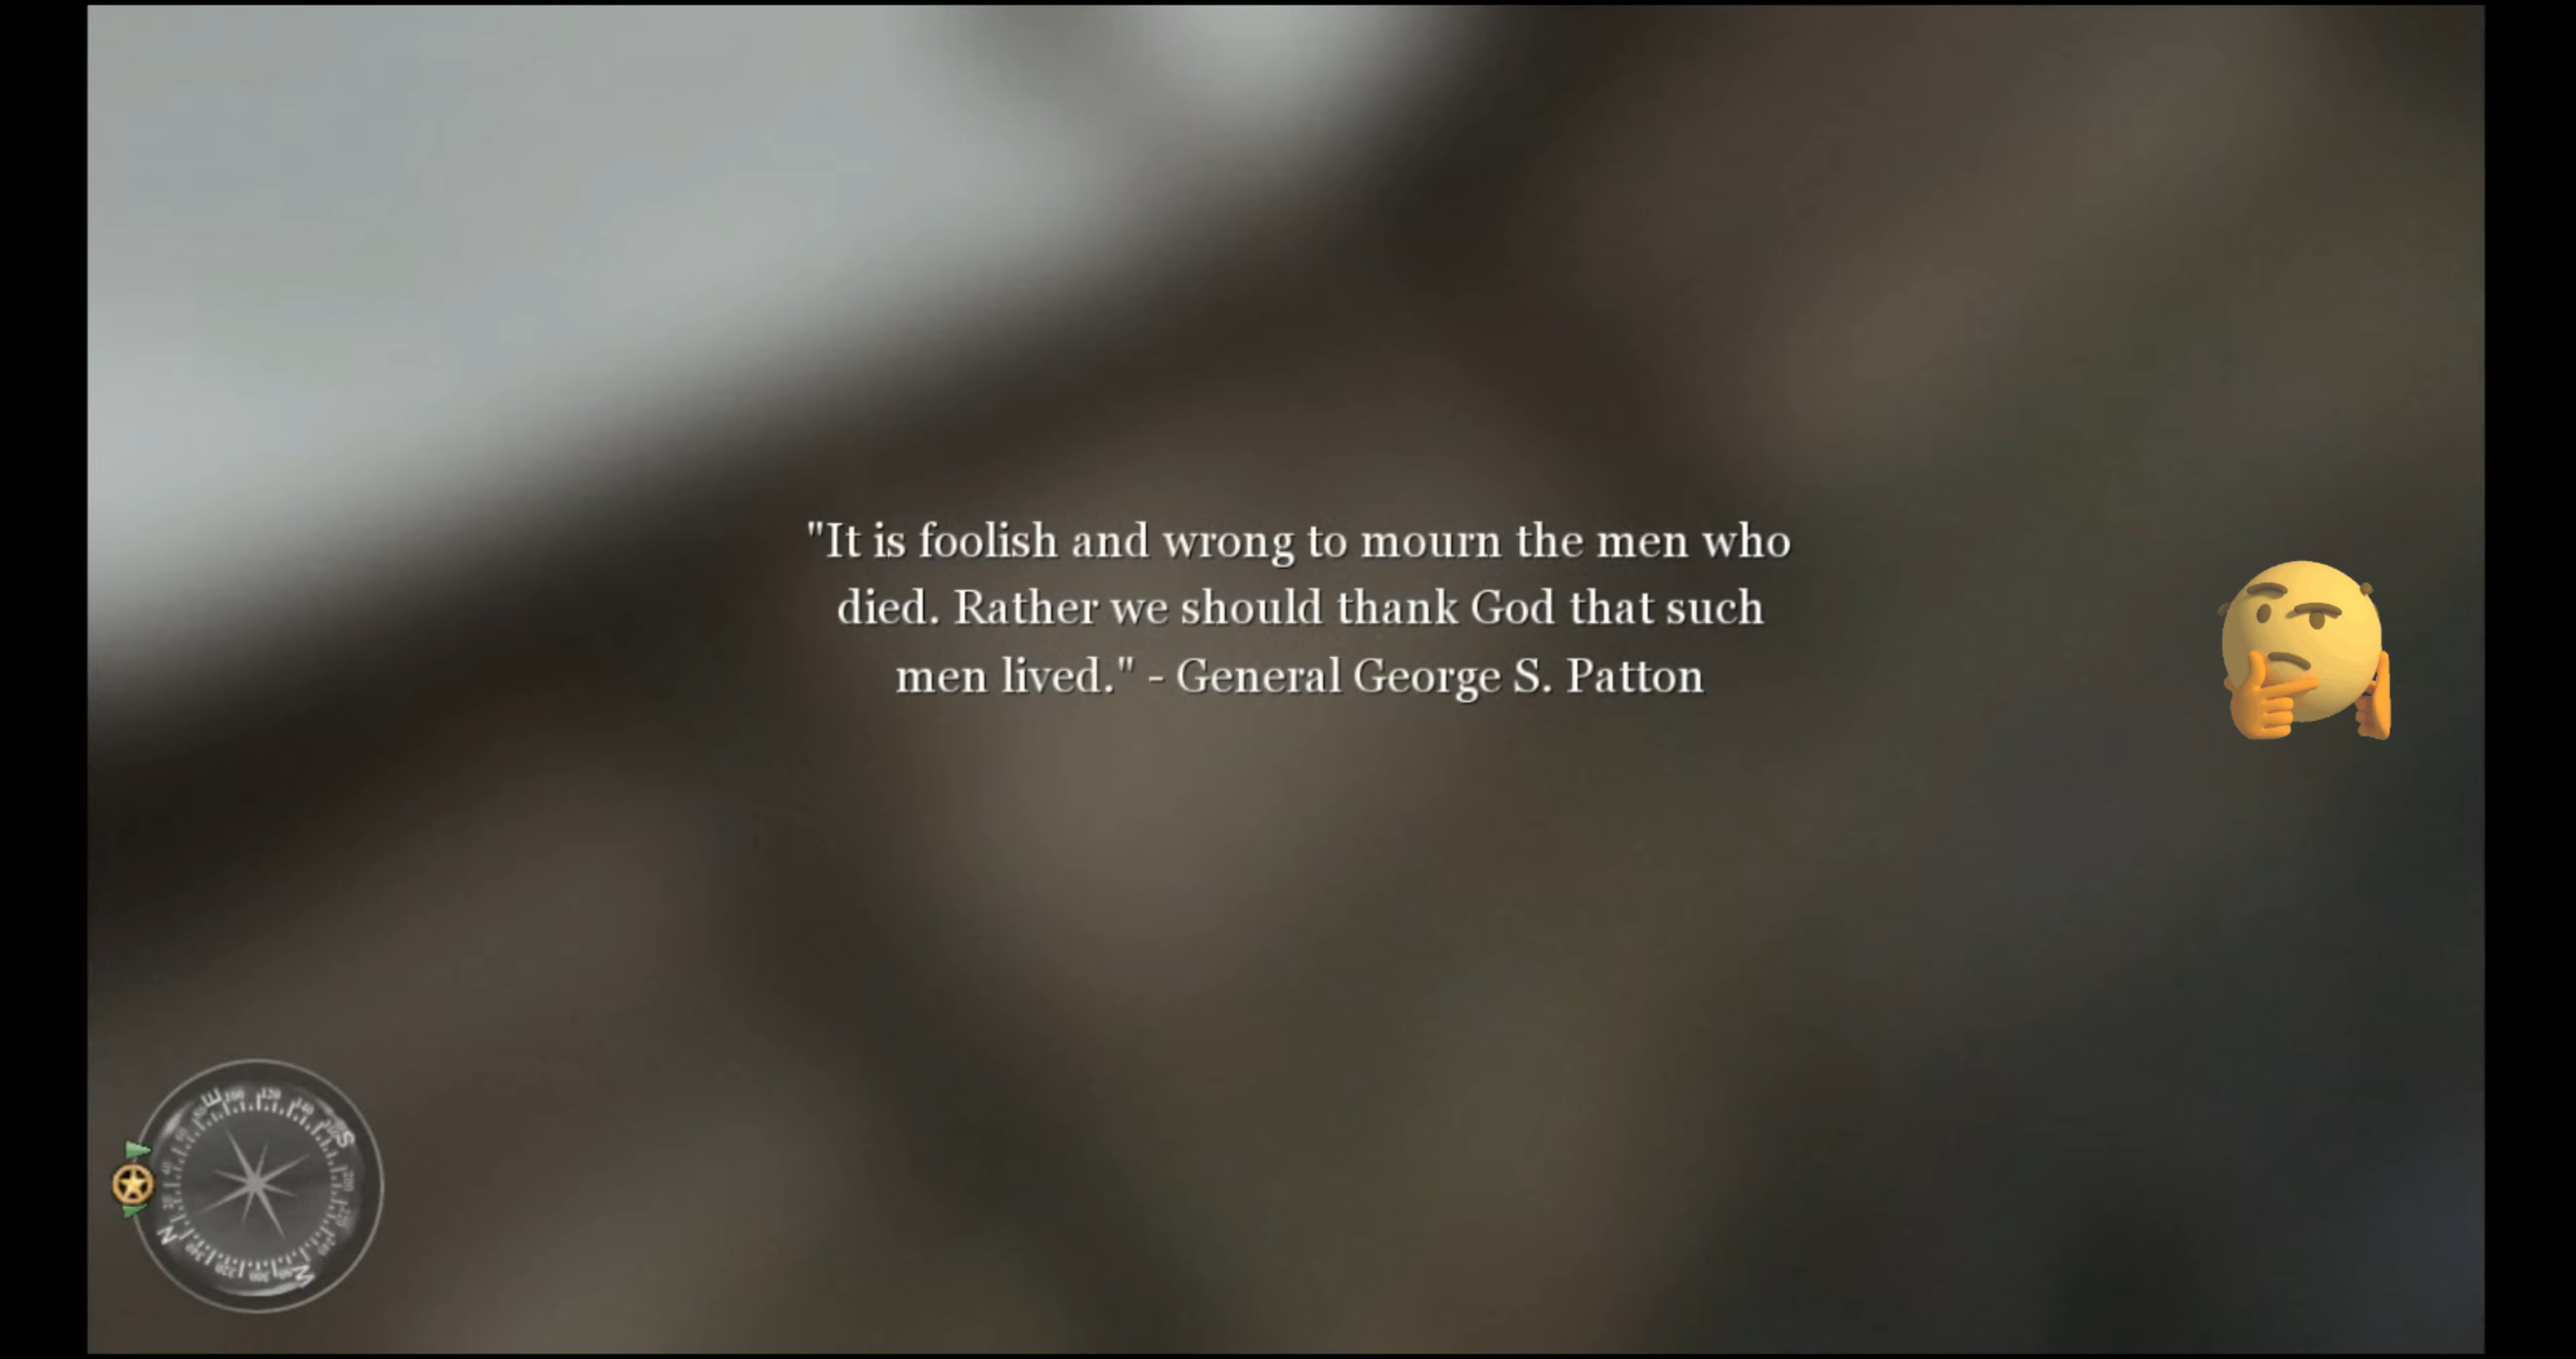 "It is foolish and wrong to mourn the men who
died. Rather we should thank God that such
men lived." - General George S. Patton
E
S
W
N